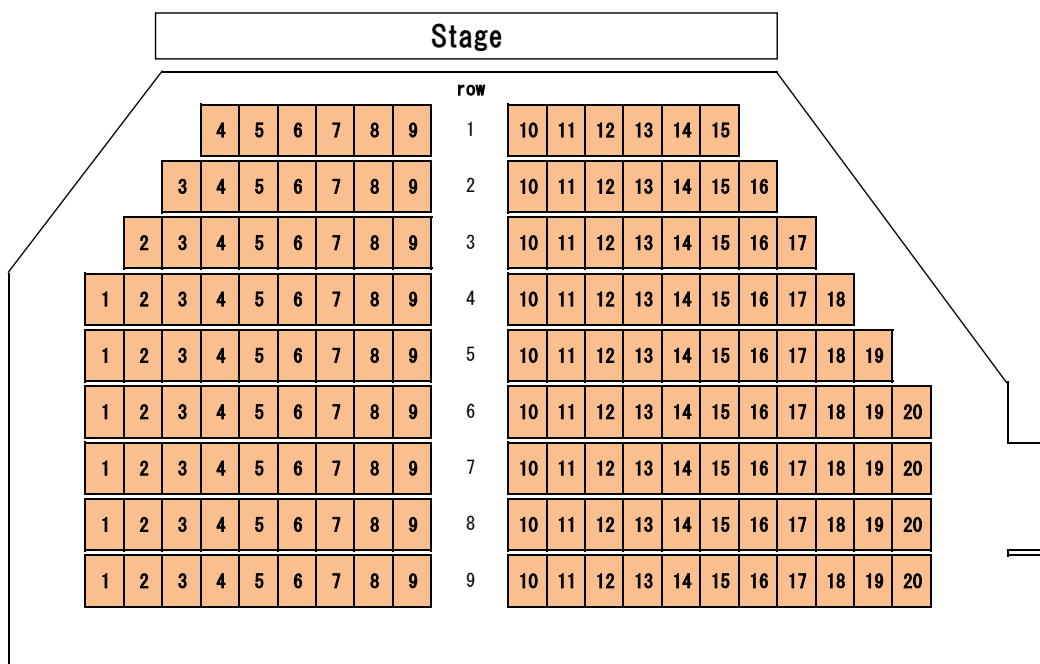 Stage
row
4 5 6 7 8 9 1 10 11 12 13 14 15
3 4 5 6 7 8 9 2 10 11 12 13 14 15 16
2 3 4 5 6 7 8 9 3 10 11 12 13 14 15 16 17
1 2 3 4 5 6 7 8 9 4 10 11 12 13 14 15 16 17 18
1 2 3 4 5 6 7 8 9 5 10 11 12 13 14 15 16 17 18 19
1 2 3 4 5 6 7 8 9 6 10 11 12 13 14 15 16 17 18 19 20
1 2 3 4 5 6 7 8 9 7 10 11 12 13 14 15 16 17 18 19 20
1 2 3 4 5 6 7 8 9 8 10 11 12 13 14 15 16 17 18 19 20
1 2 3 4 5 6 7 8 9 9 10 11 12 13 14 15 16 17 18 19 20